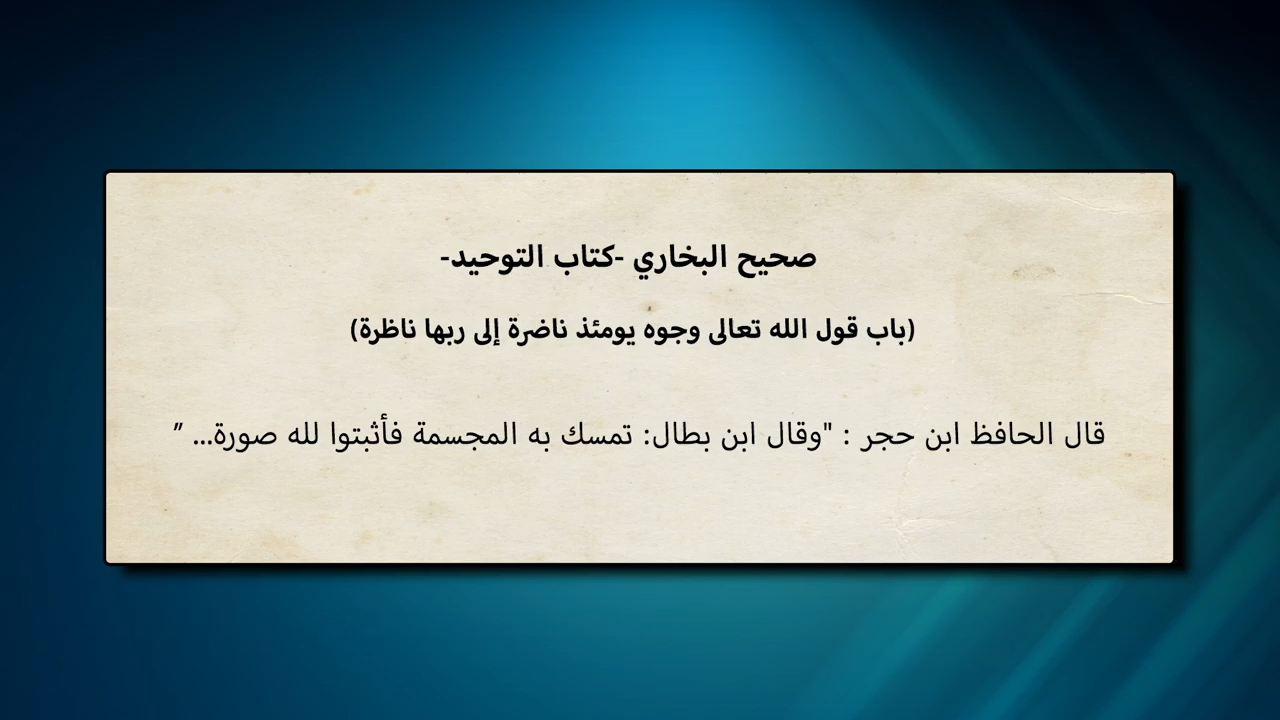 صحيح البخاري -كتاب التوحيد-
(باب قول الله تعالى وجوه يومئذ ناضرة إلى ربها ناظرة)
قال الحافظ ابن حجر : "وقال ابن بطال: تمسك به المجسمة فأثبتوا لله صورة... "